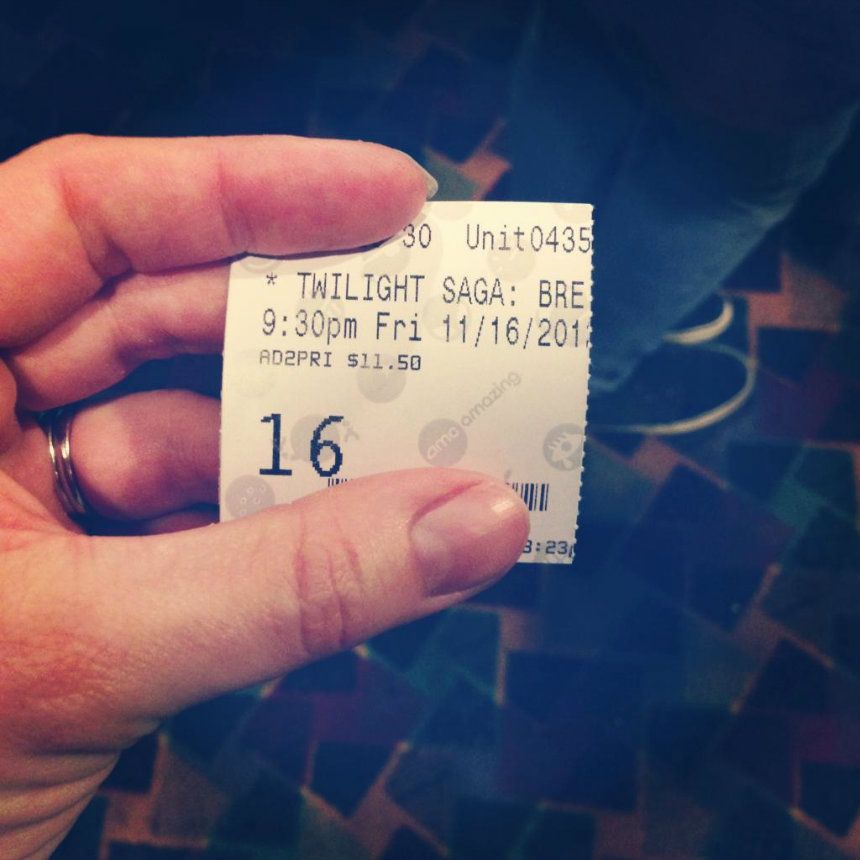 30 Unit0435
* TWILIGHT SAGA: BRE
9:30pm Fri 11/16/201
AD2PRI $11.50
16
amc amazing
3:23